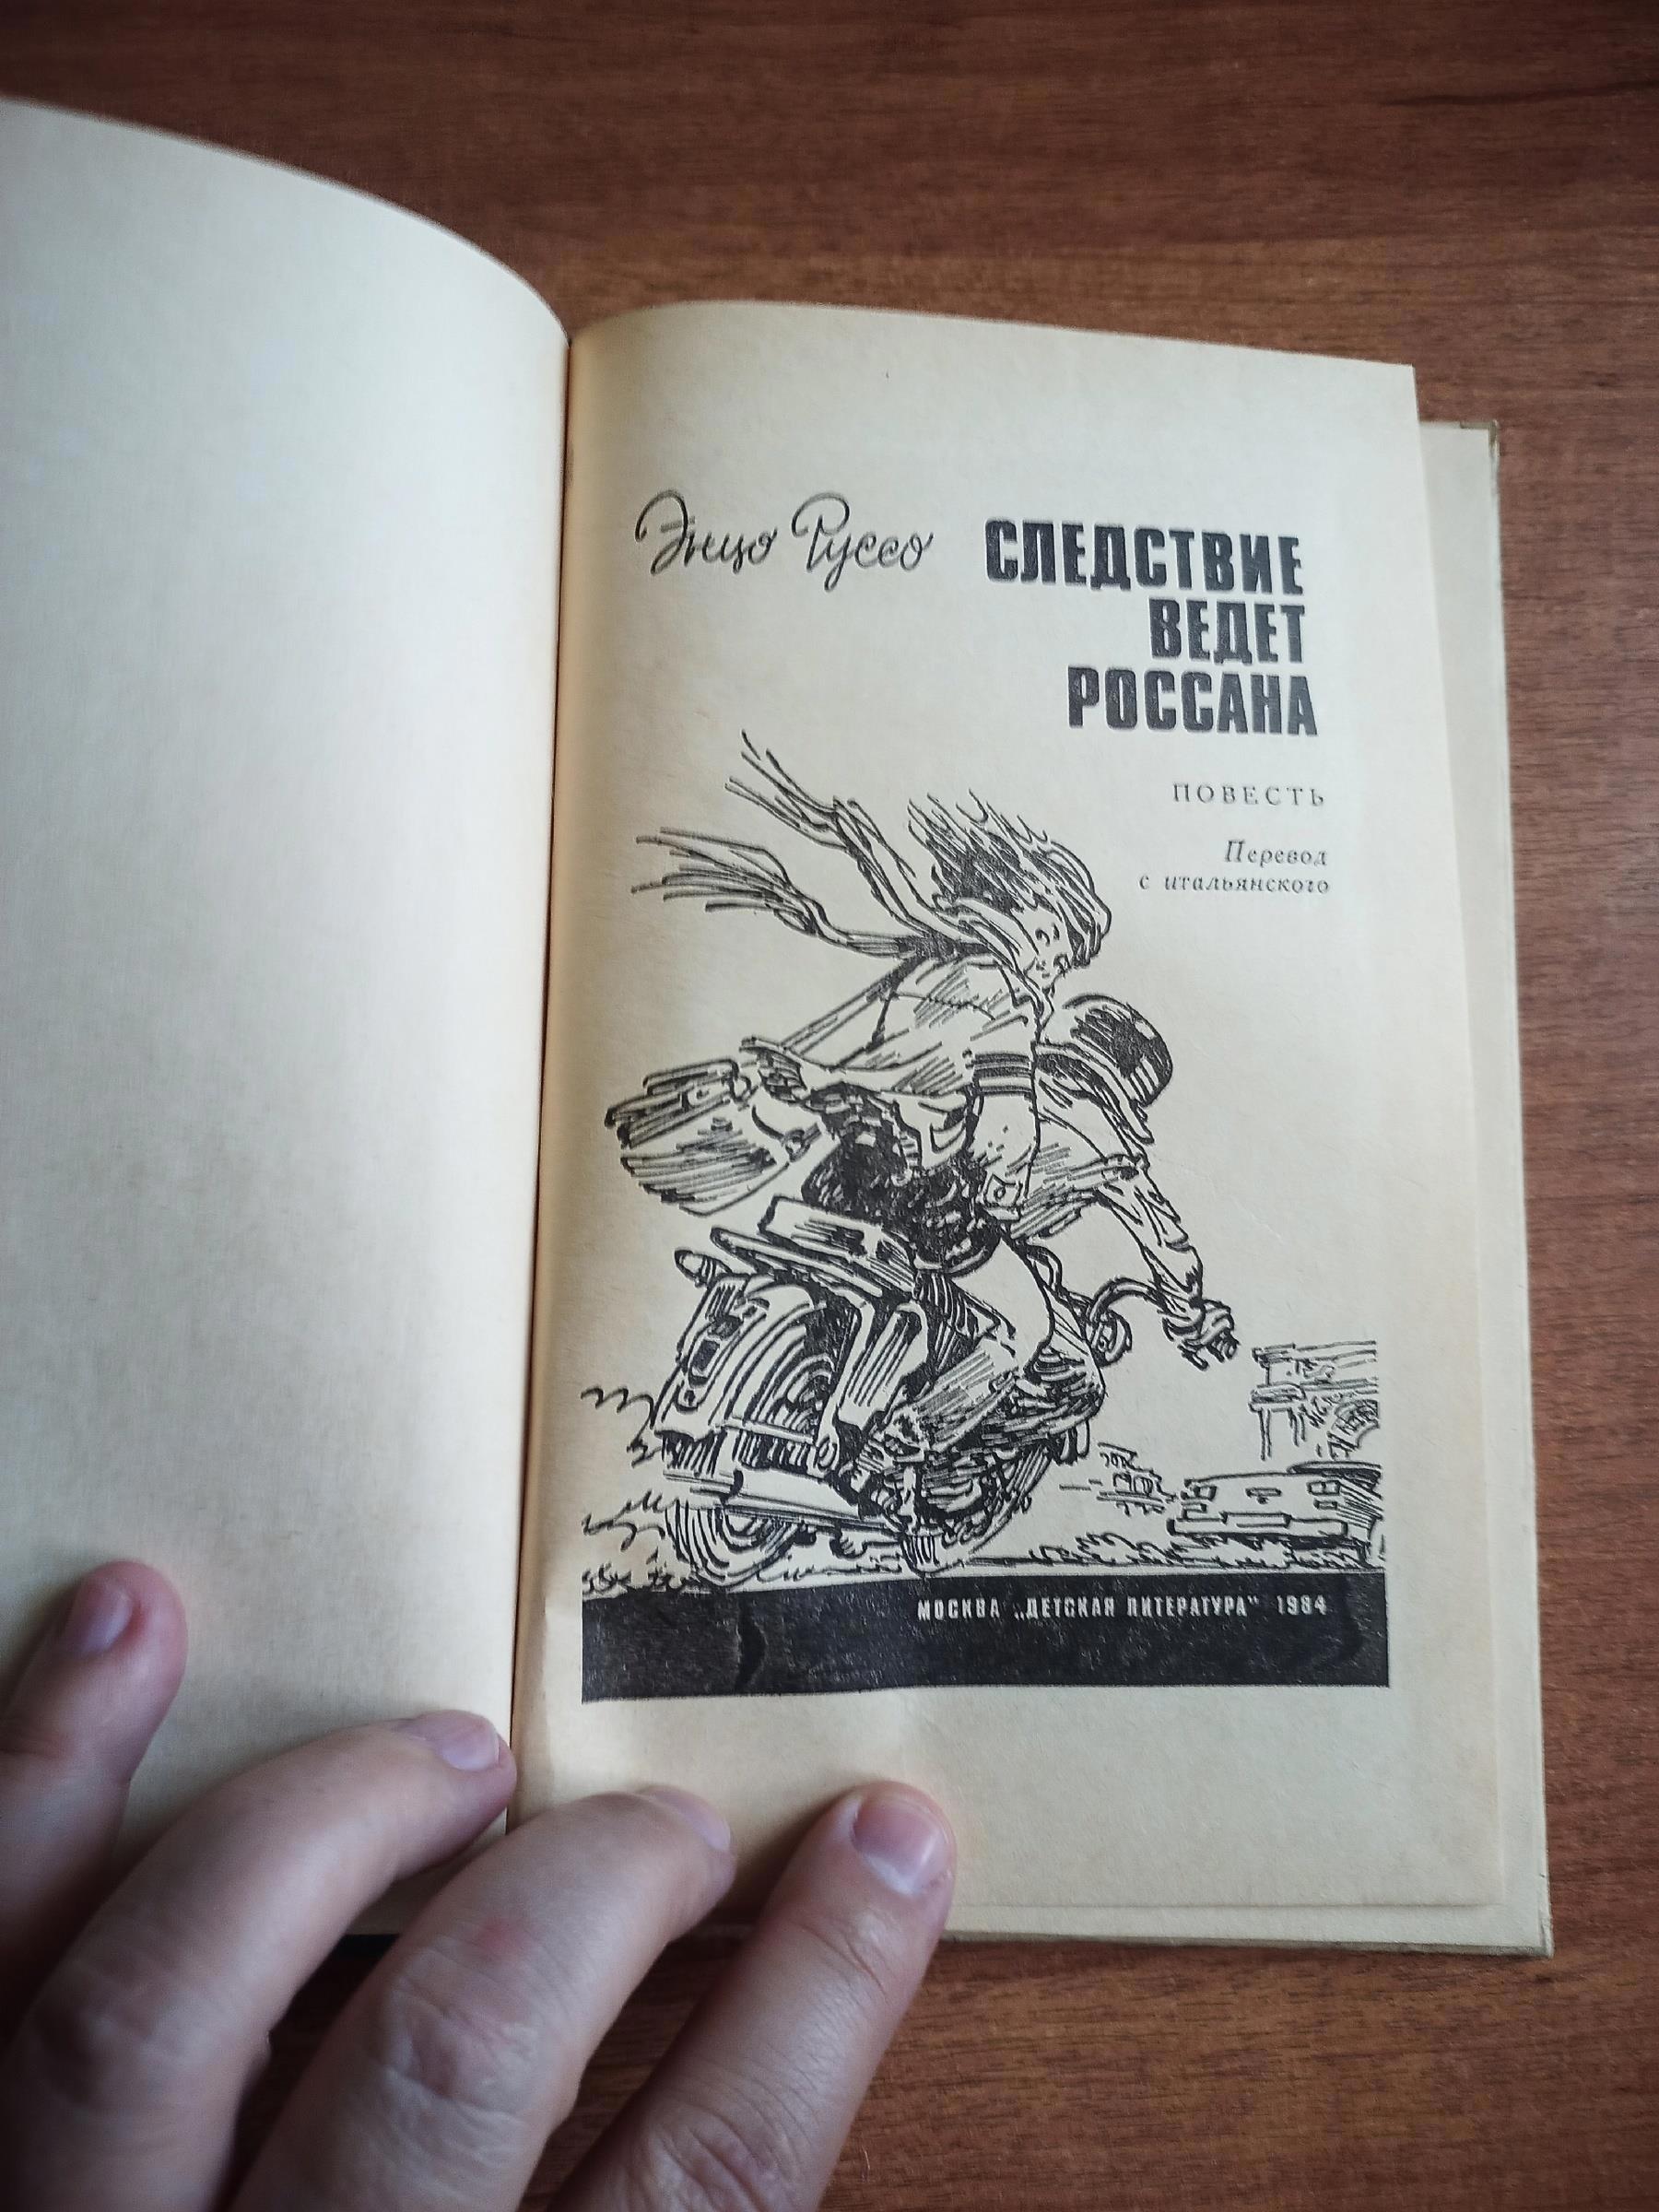 Энцо Руссо
СЛЕДСТВИЕ
ВЕДЕТ
РОССАНА
ПОВЕСТЬ
Перевод
с итальянского
МОСКВА „ДЕТСКАЯ ЛИТЕРАТУРА" 1984